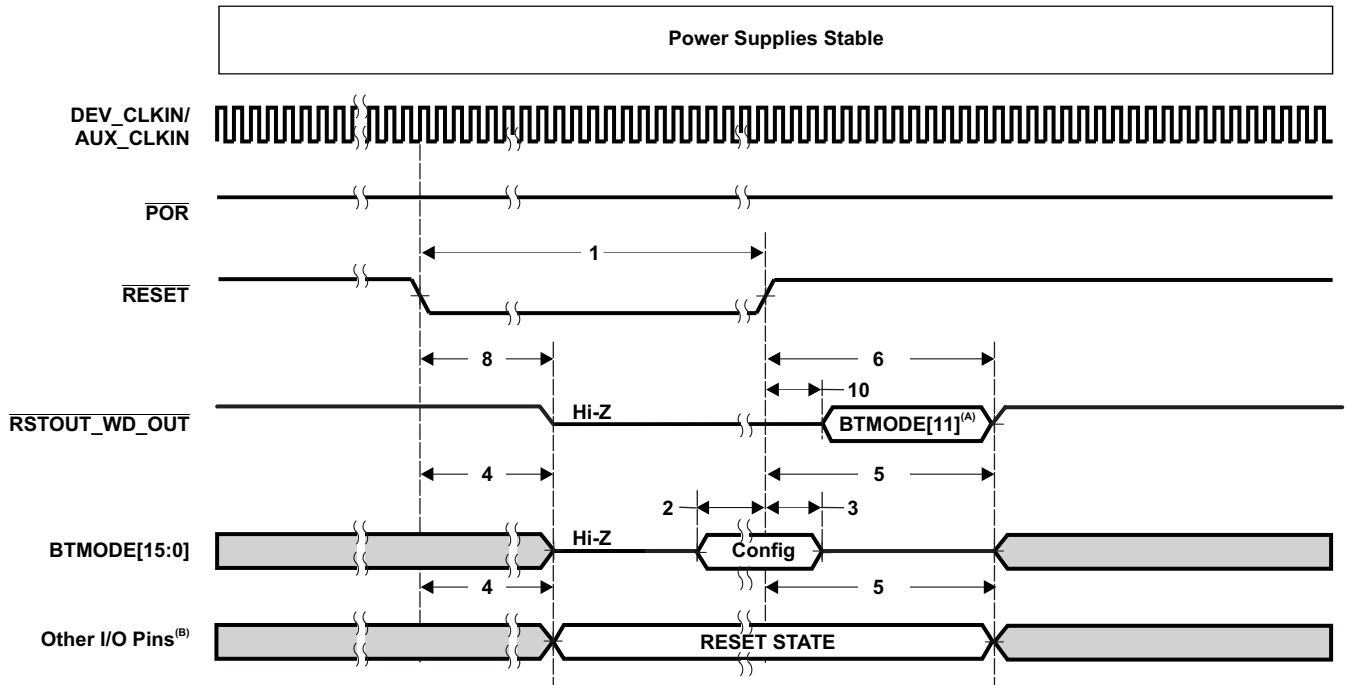 Power Supplies Stable
DEV_CLKIN/
AUX_CLKIN
POR
1
RESET
8
6
10
RSTOUT_WD_OUT
Hi-Z
BTMODE[11](A)
4
5
2
3
BTMODE[15:0]
Hi-Z
Config
4
5
Other I/O Pins(B)
RESET STATE